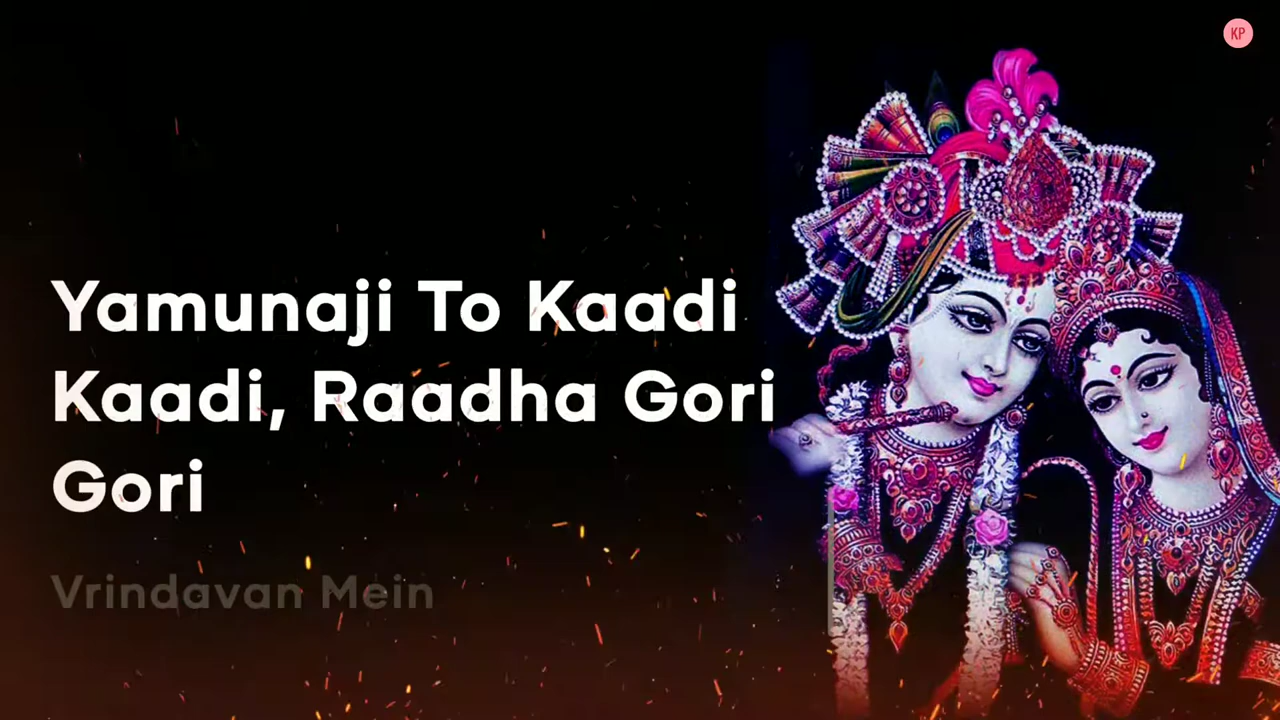 KP
Yamunaji To Kaadi
Kaadi, Raadha Gori
Gori
Vrindavan Mein